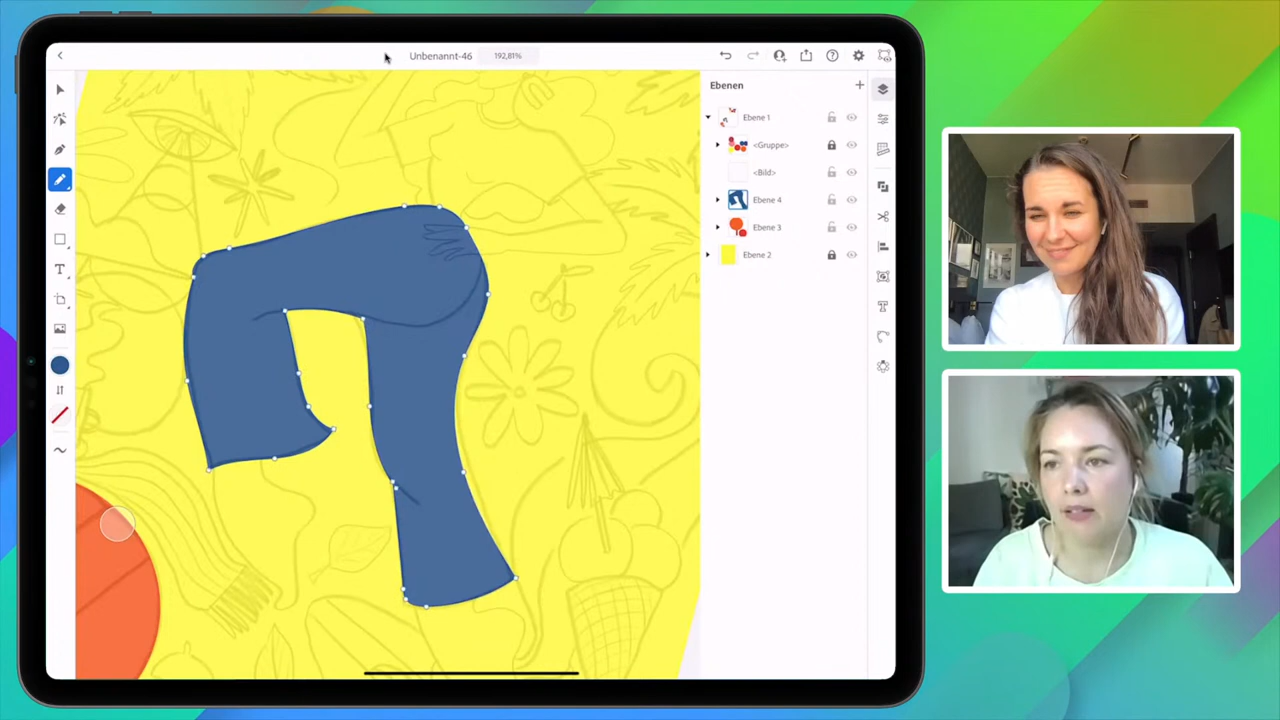 Unbenannt-46 192,81%
Ebenen
Ebene 1
<Gruppe>
<Bild>
Ebene 4
Ebene 3
Ebene 2